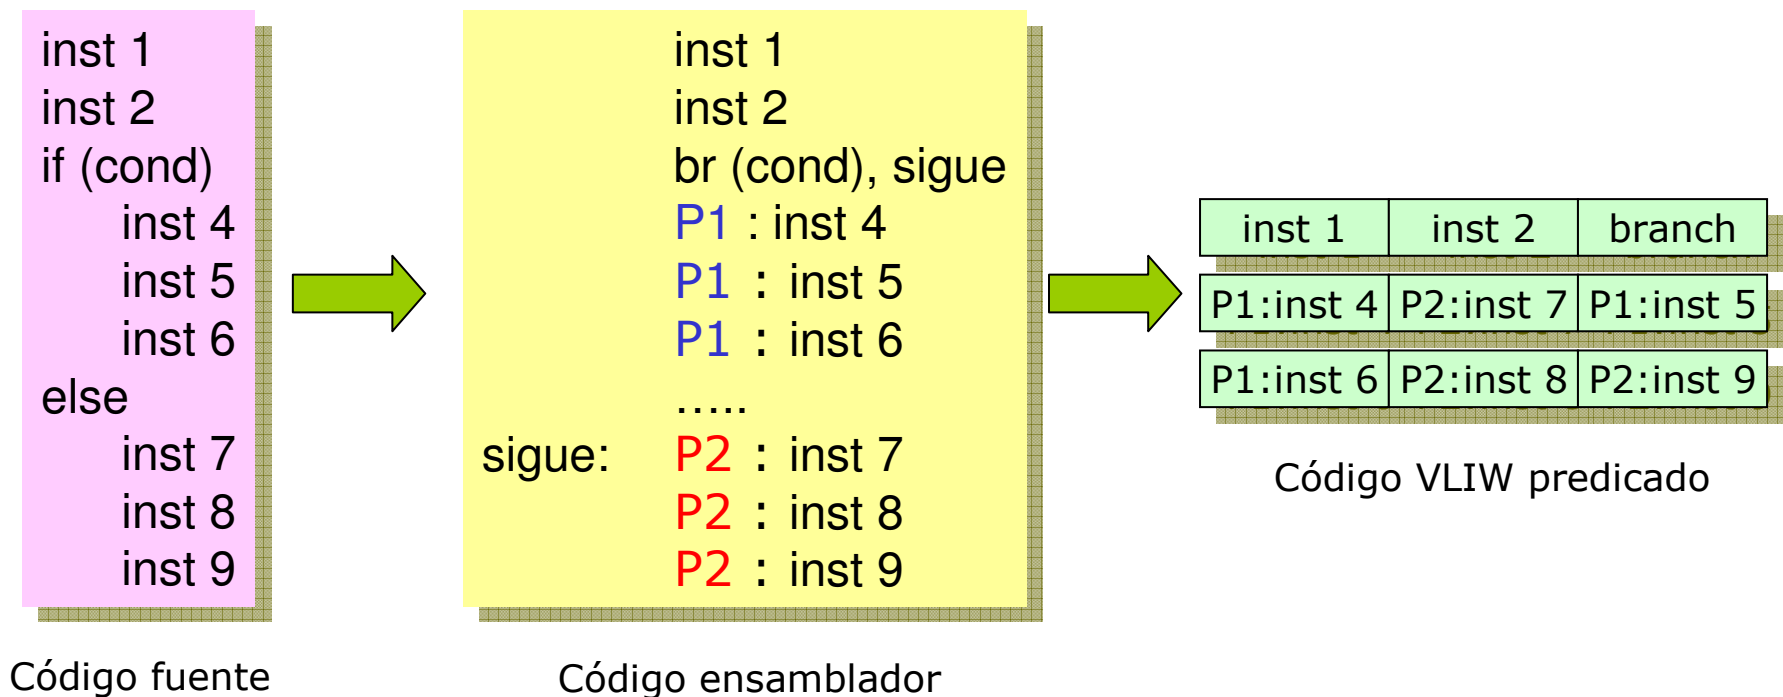 inst 1
inst 2
if (cond)
inst 4
inst 5
inst 6
else
inst 7
inst 8
inst 9
Código fuente
inst 1
inst 2
br (cond), sigue
P1 : inst 4
P1 : inst 5
P1 : inst 6
.....
sigue: P2 : inst 7
P2 : inst 8
P2 : inst 9
Código ensamblador
inst 1 inst 2 branch
P1:inst 4 P2:inst 7 P1:inst 5
P1:inst 6 P2:inst 8 P2:inst 9
Código VLIW predicado